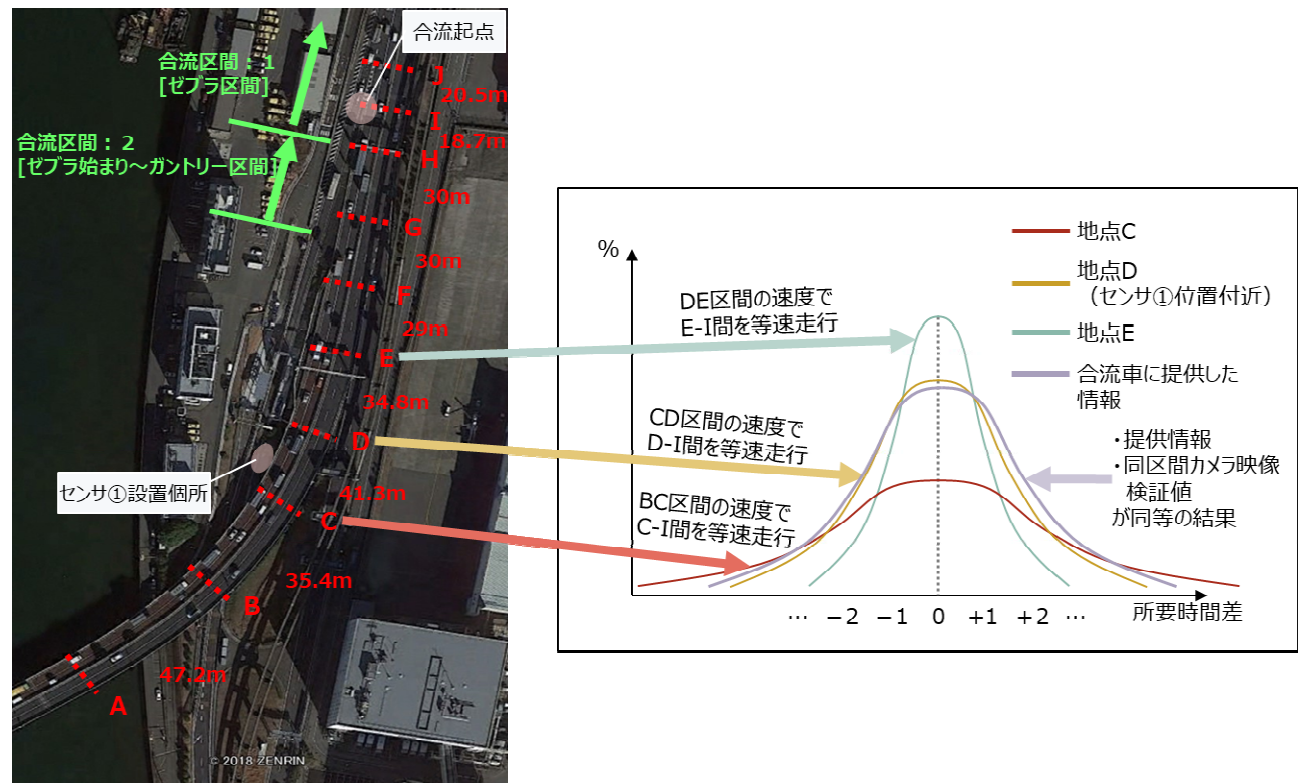 合流起点
合流区間：１
[ゼブラ区間]
合流区間：２
[ゼブラ始まり～ガントリー区間]
J
20.5m
I
18.7m
H
30m
G
30m
F
29m
E
34.8m
D
41.3m
C
35.4m
B
47.2m
A
センサ①設置個所
© 2018 ZENRIN
%
DE区間の速度で
E-I間を等速走行
CD区間の速度で
D-I間を等速走行
BC区間の速度で
C-I間を等速走行
地点C
地点D
（センサ①位置付近）
地点E
合流車に提供した
情報
・提供情報
・同区間カメラ映像
検証値
が同等の結果
… －2 －1 0 +1 +2 …
所要時間差